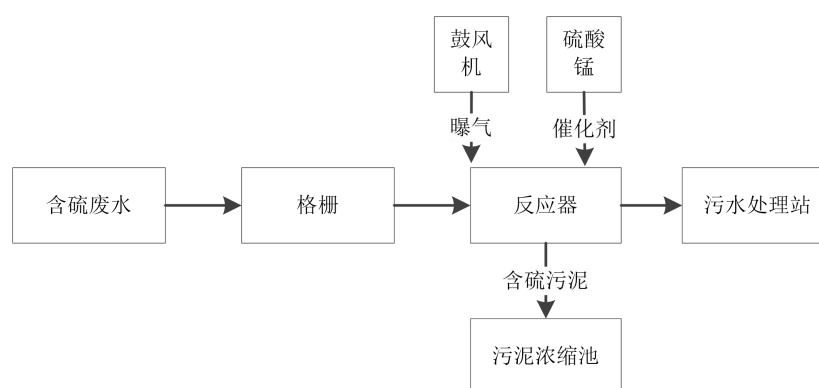 鼓风
机
硫酸
锰
曝气
催化剂
含硫废水
格栅
反应器
污水处理站
含硫污泥
污泥浓缩池